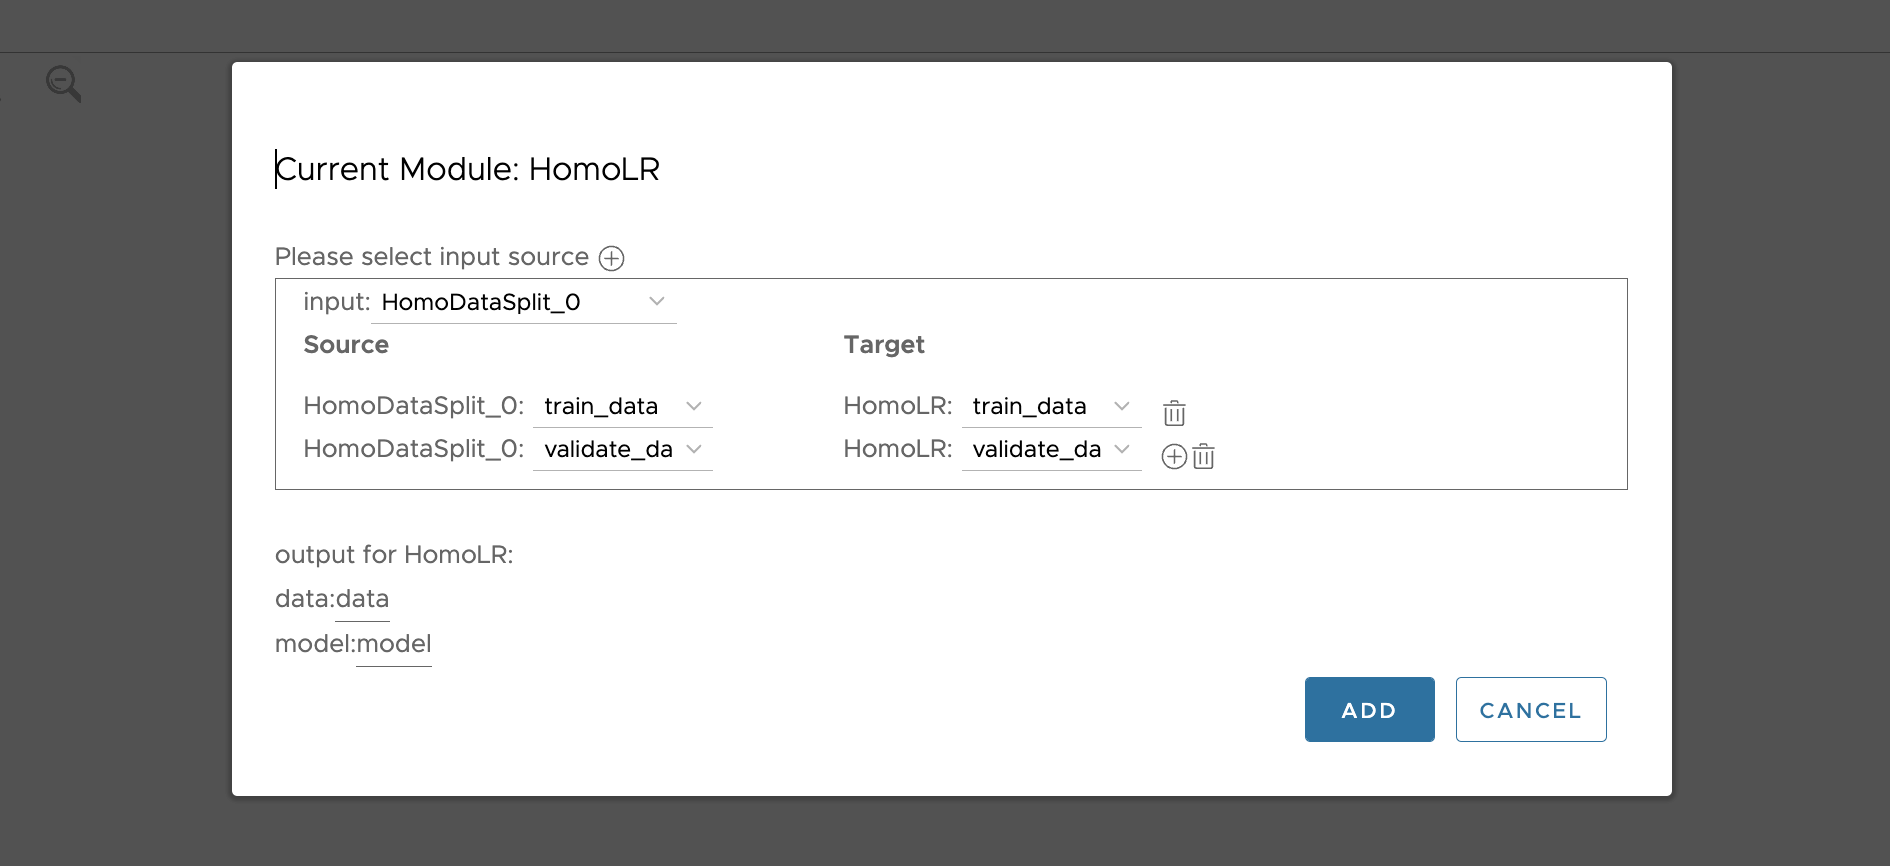 Current Module: HomoLR
Please select input source
input: HomoDataSplit_0
Source Target
HomoDataSplit_0: train_data HomoLR: train_data
HomoDataSplit_0: validate_da HomoLR: validate_da
output for HomoLR:
data:data
model:model
ADD CANCEL